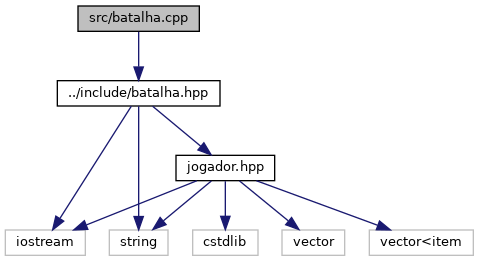 src/batalha.cpp
../include/batalha.hpp
jogador.hpp
iostream
string
cstdlib
vector
vector<item